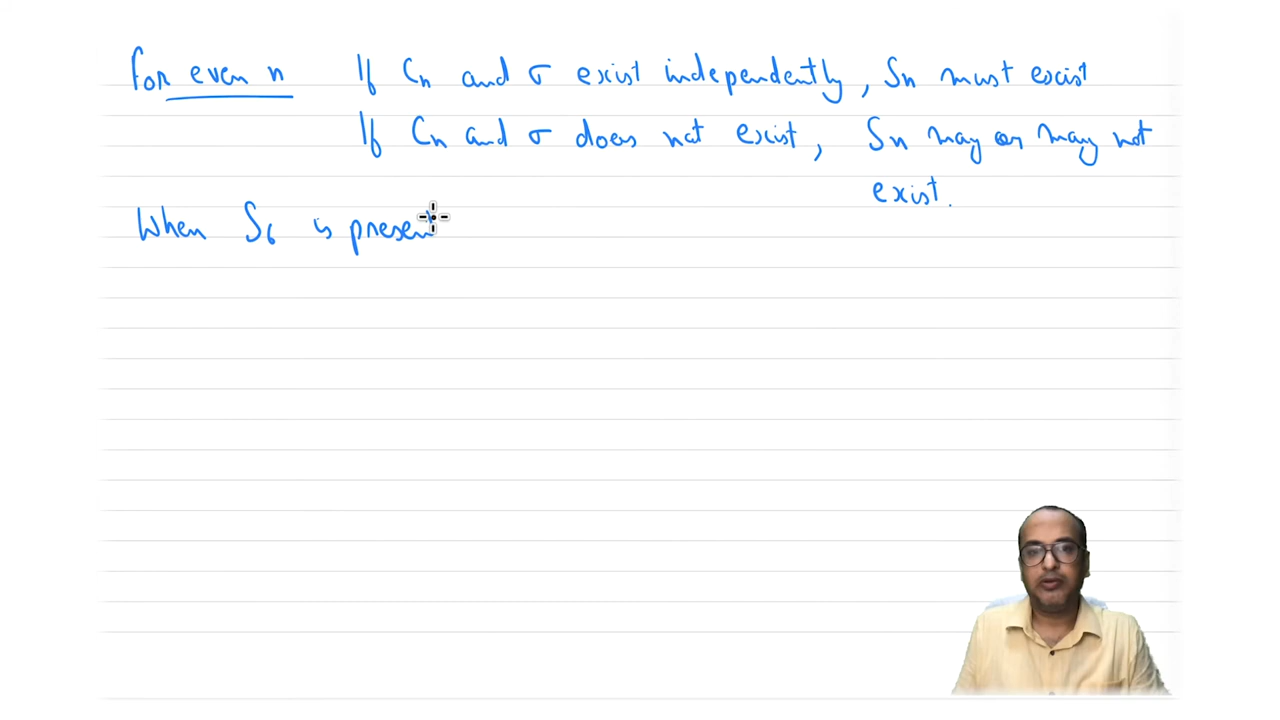 For even n If Cn and σ exist independently, Sn must exist
If Cn and σ does not exist, Sn may or may not
exist.
When S6 is present